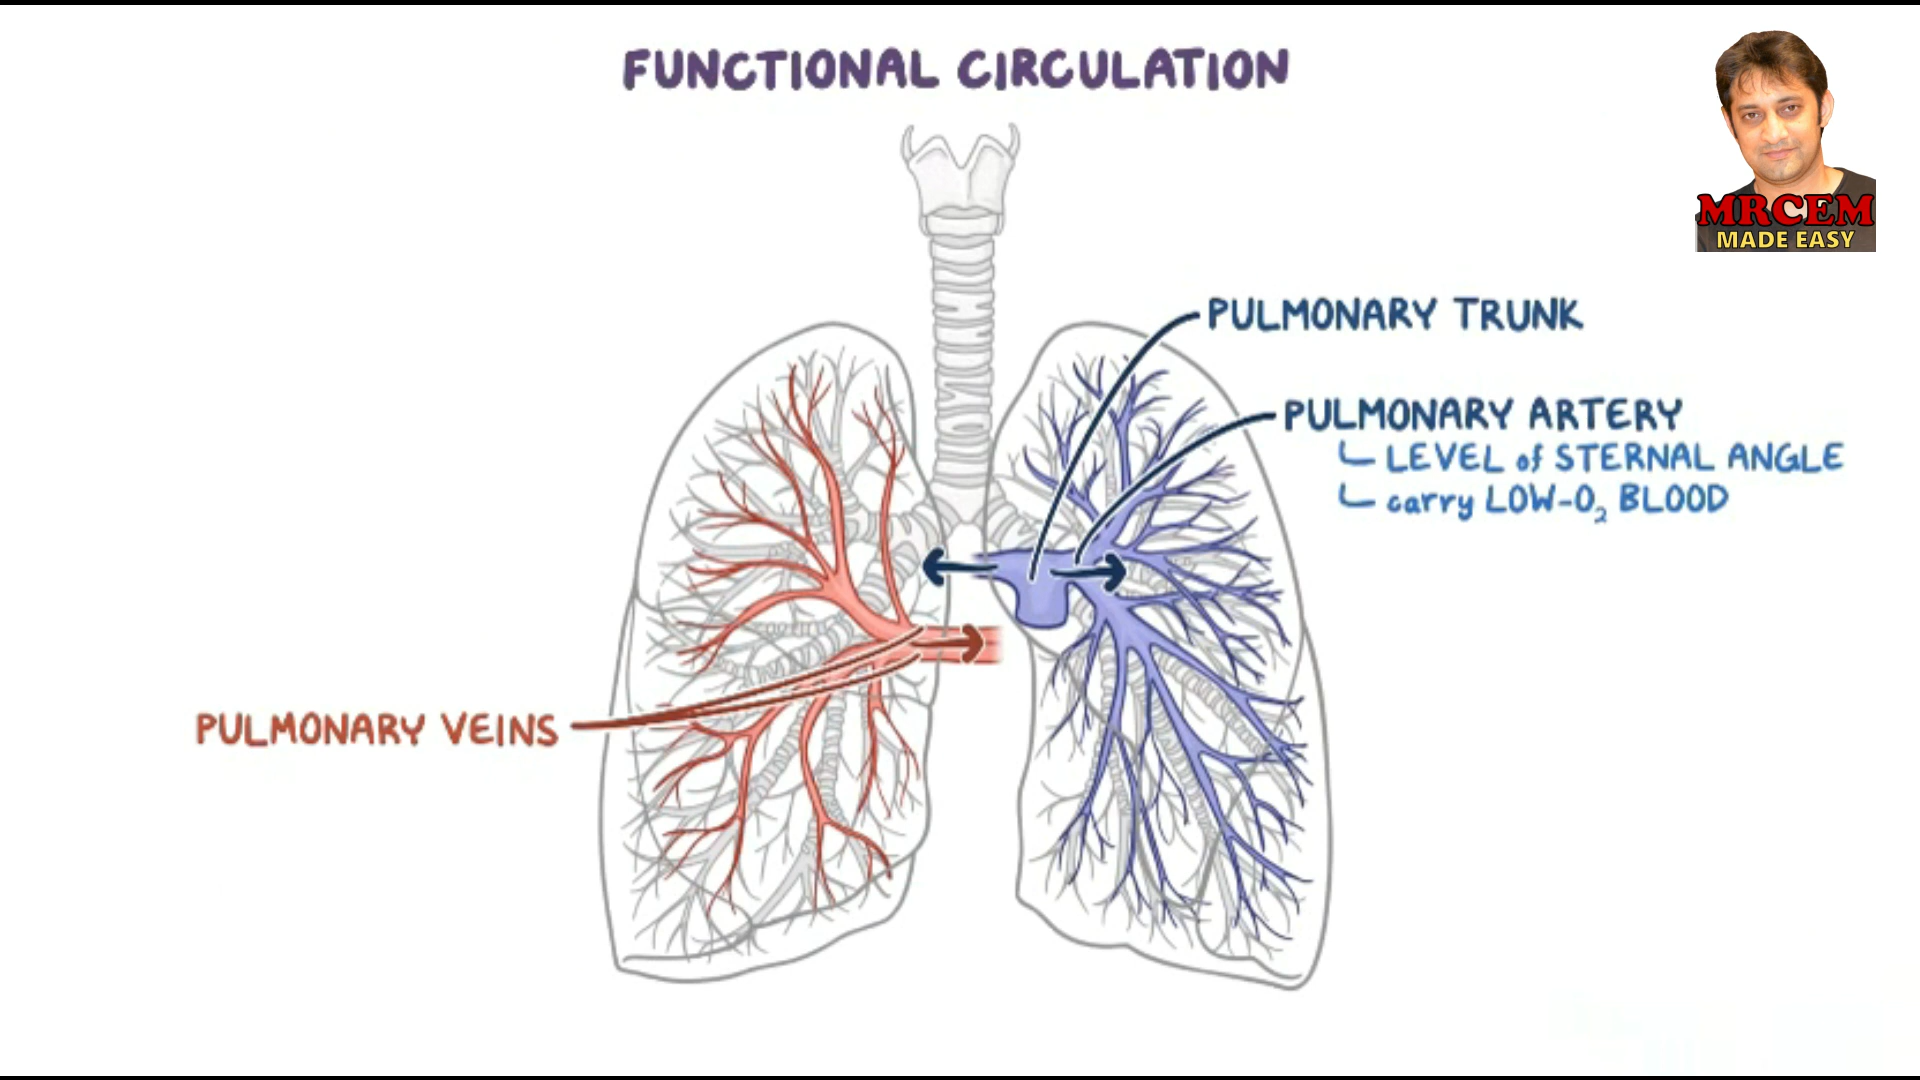 FUNCTIONAL CIRCULATION
MRCEM
MADE EASY
PULMONARY TRUNK
PULMONARY ARTERY
LEVEL of STERNAL ANGLE
carry LOW-O₂ BLOOD
PULMONARY VEINS